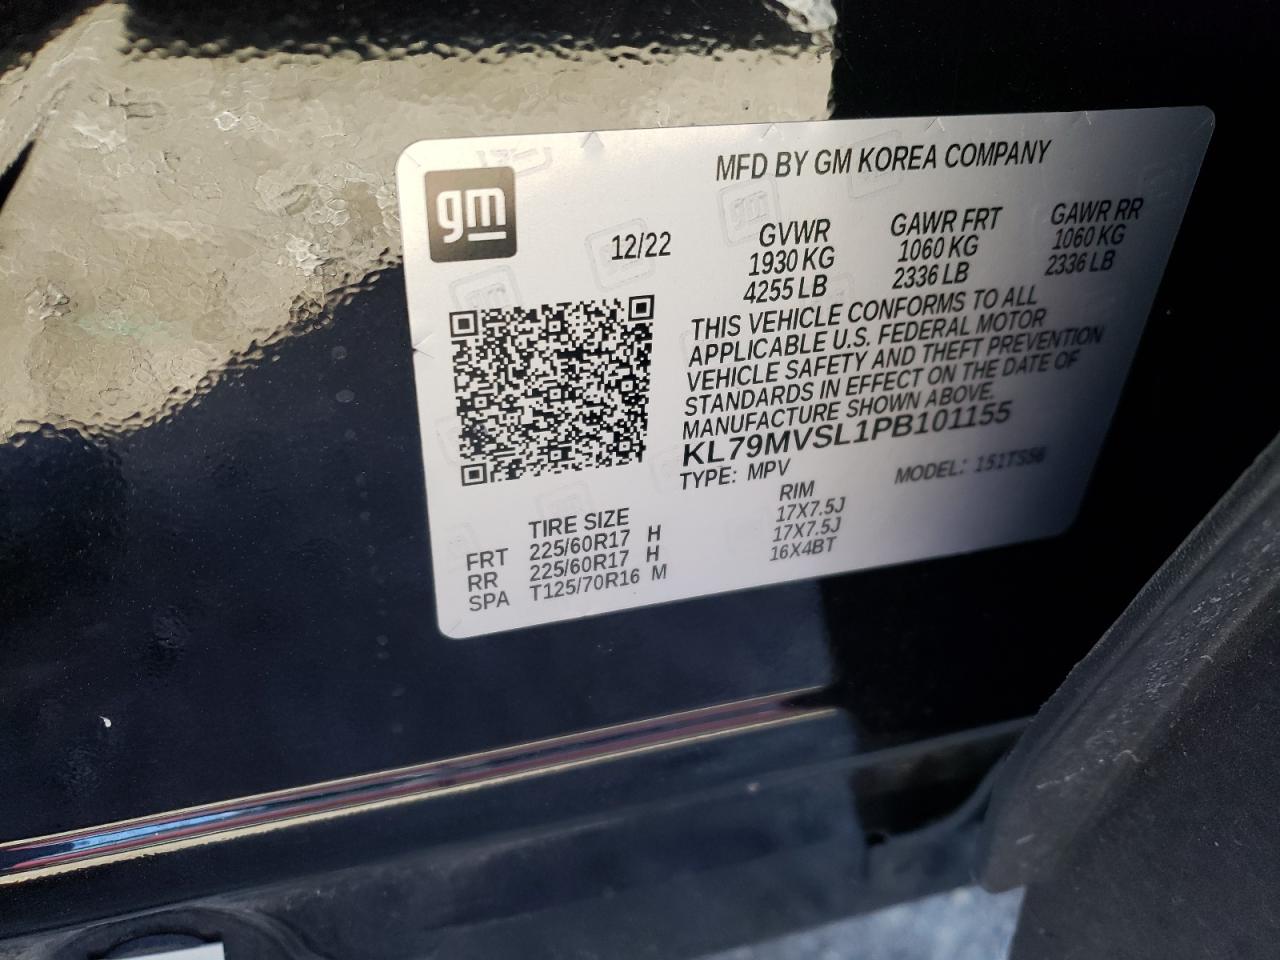 MFD BY GM KOREA COMPANY
gm
12/22
GVWR GAWR FRT GAWR RR
1930 KG 1060 KG 1060 KG
4255 LB 2336 LB 2336 LB
THIS VEHICLE CONFORMS TO ALL
APPLICABLE U.S. FEDERAL MOTOR
VEHICLE SAFETY AND THEFT PREVENTION
STANDARDS IN EFFECT ON THE DATE OF
MANUFACTURE SHOWN ABOVE.
KL79MVSL1PB101155
TYPE: MPV MODEL: 151TS56
TIRE SIZE RIM
FRT 225/60R17 H 17X7.5J
RR 225/60R17 H 17X7.5J
SPA T125/70R16 M 16X4BT